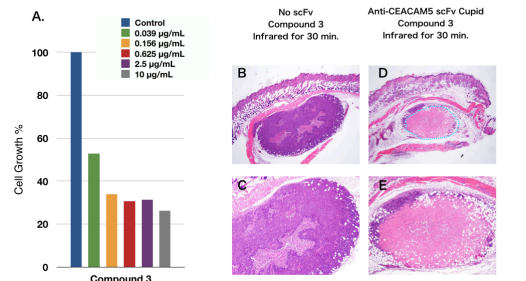 A.
Control
0.039 µg/mL
0.156 µg/mL
0.625 µg/mL
2.5 µg/mL
10 µg/mL
Cell Growth %
100
80
60
40
20
0
Compound 3
No scFv
Compound 3
Infrared for 30 min.
Anti-CEACAM5 scFv Cupid
Compound 3
Infrared for 30 min.
B
D
C
E